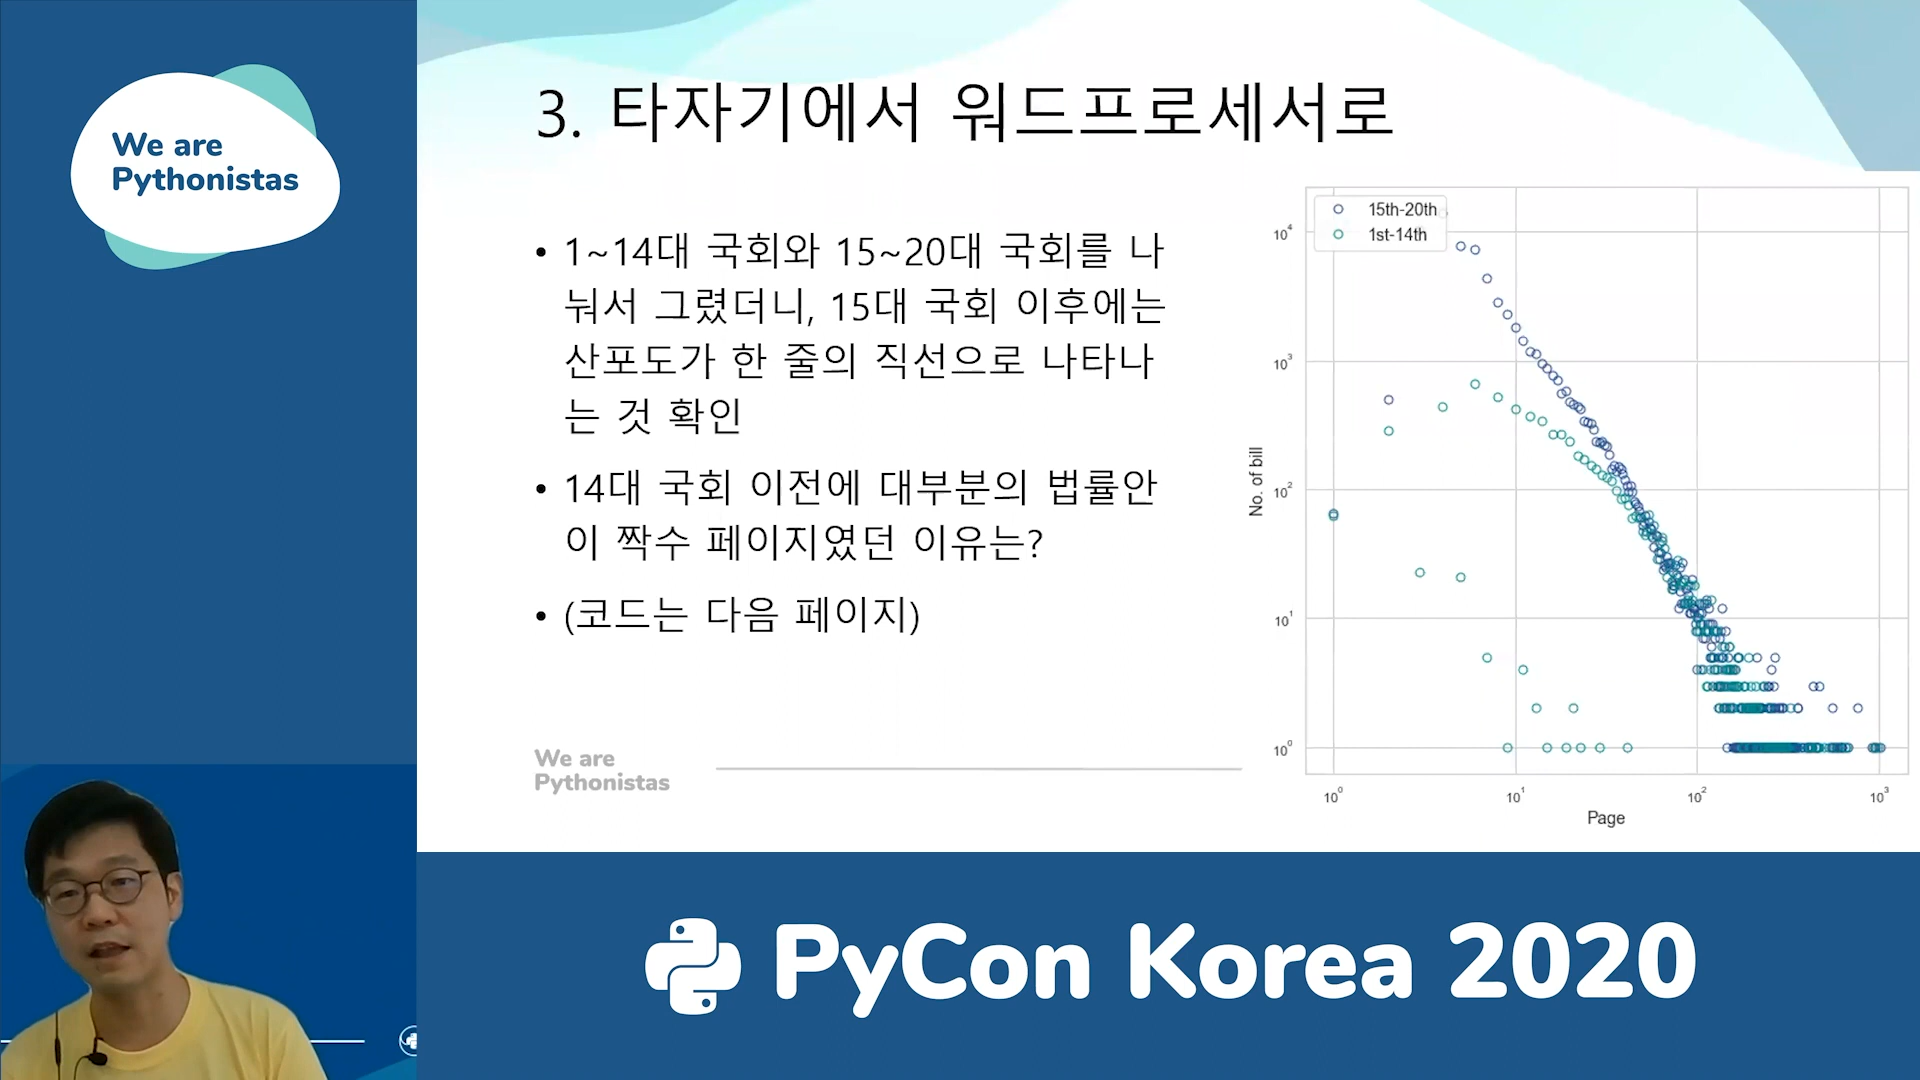 We are
Pythonistas
3. 타자기에서 워드프로세서로
• 1~14대 국회와 15~20대 국회를 나
눠서 그렸더니, 15대 국회 이후에는
산포도가 한 줄의 직선으로 나타나
는 것 확인
• 14대 국회 이전에 대부분의 법률안
이 짝수 페이지였던 이유는?
• (코드는 다음 페이지)
We are
Pythonistas
15th-20th
1st-14th
10⁴
10³
10²
10¹
10⁰
No. of bill
10⁰ 10¹ 10² 10³
Page
PyCon Korea 2020